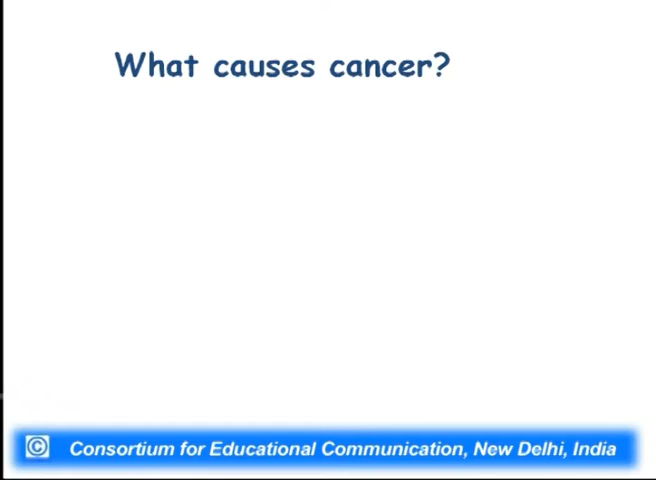 What causes cancer?
© Consortium for Educational Communication, New Delhi, India